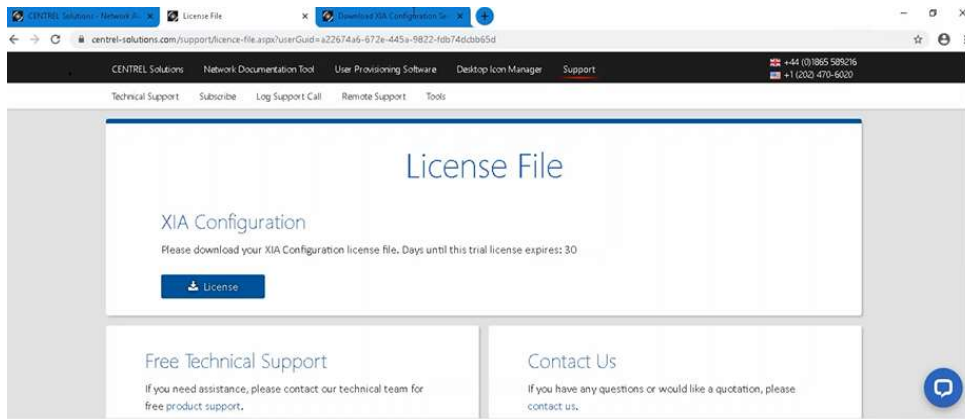 CENTREL Solutions - Network A
License File
Download XIA Configuration Se
centrel-solutions.com/support/licence-file.aspx?userGuid=a22674a6-672e-445a-9822-fdb74dcbb65d
CENTREL Solutions Network Documentation Tool User Provisioning Software Desktop Icon Manager Support
+44 (0)1865 589216
+1 (202) 470-6020
Technical Support Subscribe Log Support Call Remote Support Tools
License File
XIA Configuration
Please download your XIA Configuration license file. Days until this trial license expires: 30
License
Free Technical Support
If you need assistance, please contact our technical team for
free product support.
Contact Us
If you have any questions or would like a quotation, please
contact us.